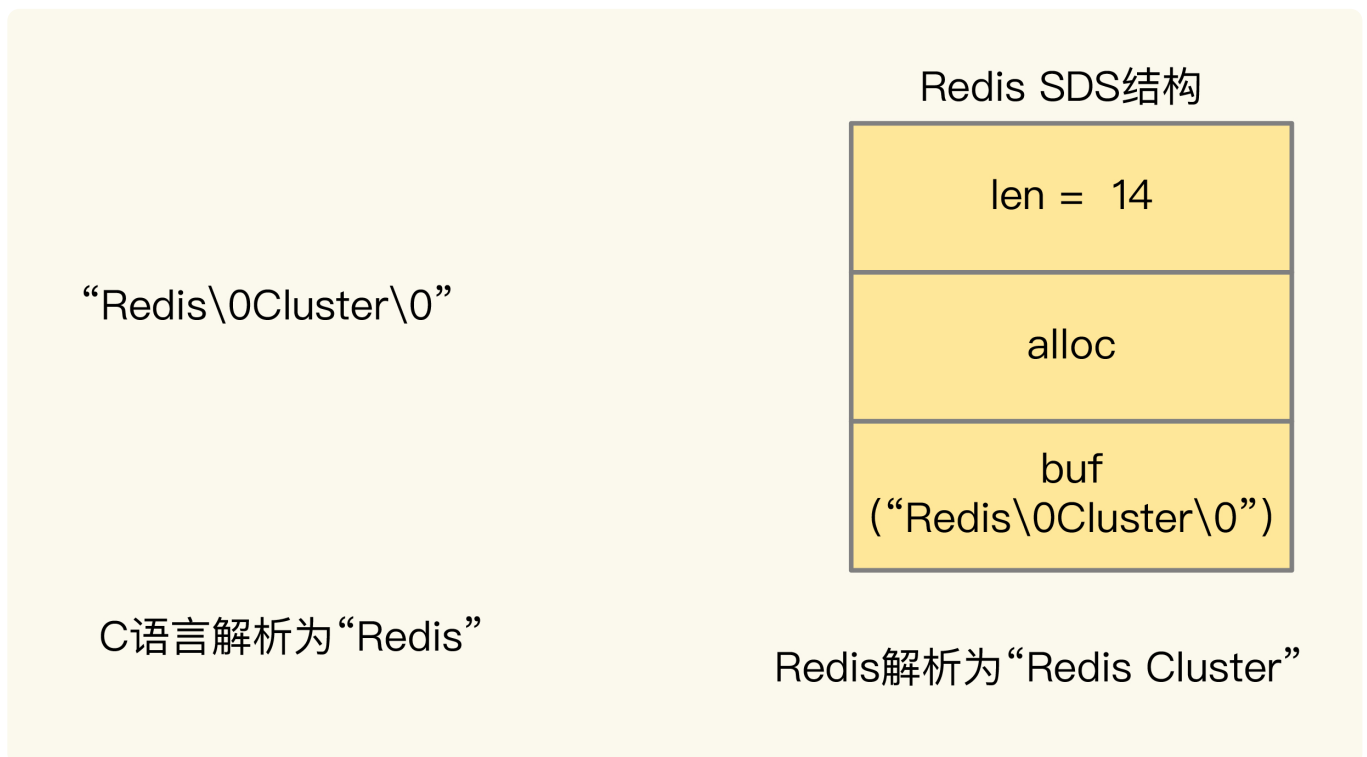 Redis SDS结构
len = 14
“Redis\0Cluster\0”
alloc
buf
(“Redis\0Cluster\0”)
C语言解析为“Redis”
Redis解析为“Redis Cluster”